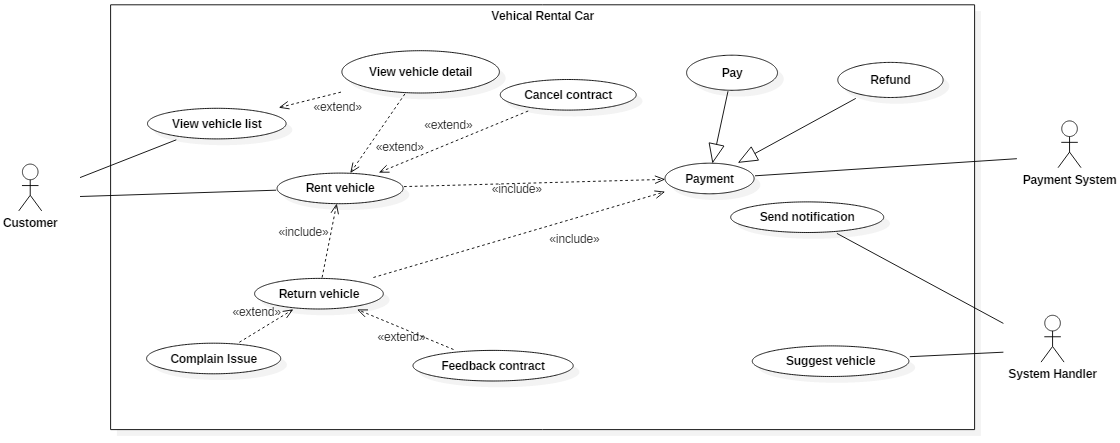 Vehical Rental Car
View vehicle detail
Pay
Refund
«extend»
Cancel contract
View vehicle list
«extend»
«extend»
Customer
Rent vehicle
«include»
Payment
Payment System
Send notification
«include»
«include»
Return vehicle
«extend»
Complain Issue
«extend»
Feedback contract
Suggest vehicle
System Handler